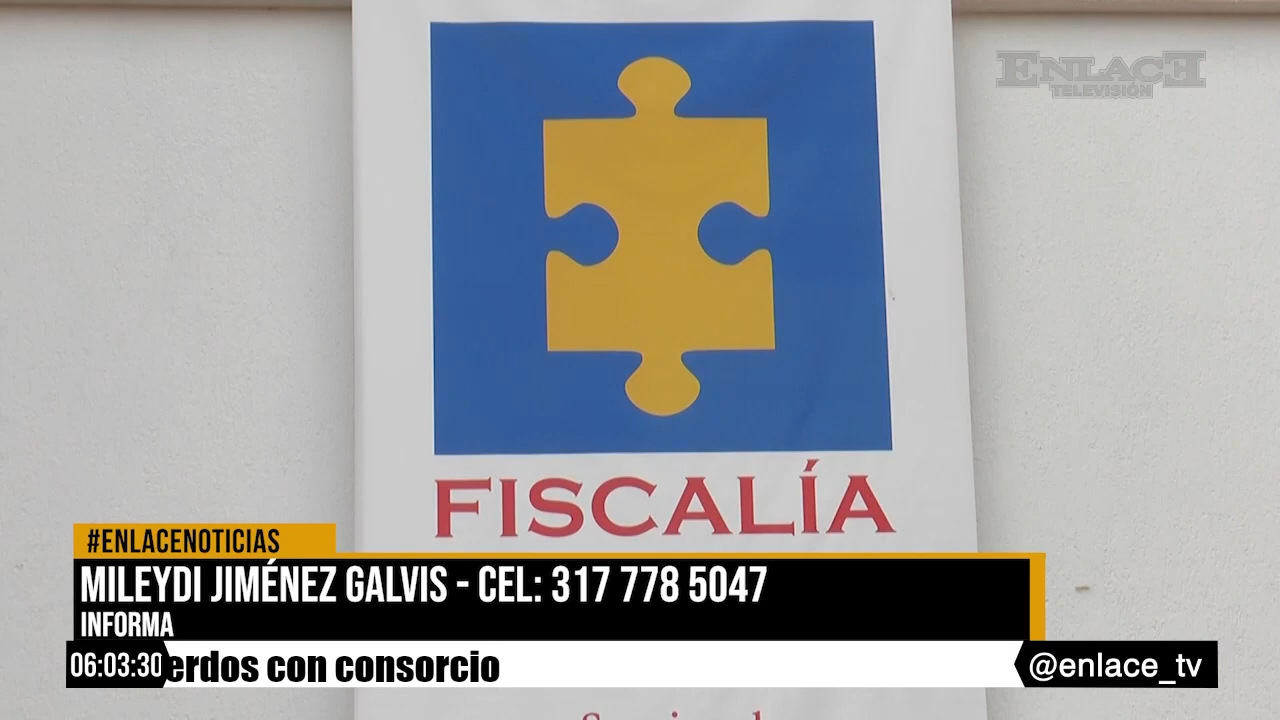 ENLACE
TELEVISIÓN
FISCALÍA
#ENLACENOTICIAS
MILEYDI JIMÉNEZ GALVIS - CEL: 317 778 5047
INFORMA
06:03:30 erdos con consorcio
@enlace_tv